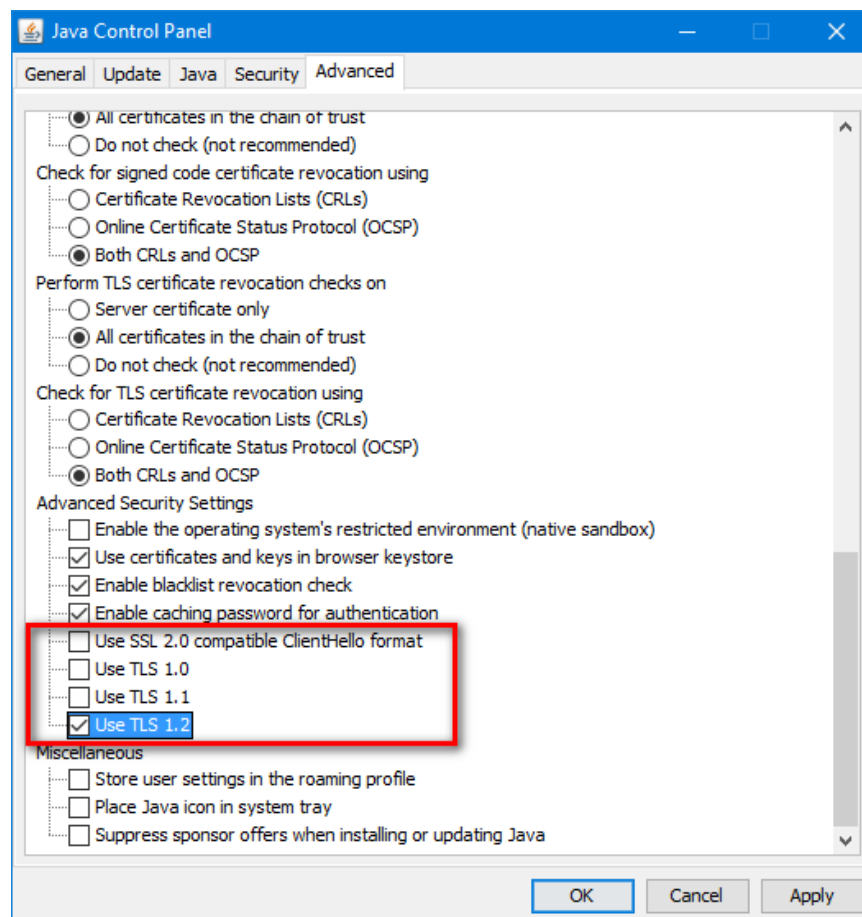 Java Control Panel
General Update Java Security Advanced
All certificates in the chain of trust
Do not check (not recommended)
Check for signed code certificate revocation using
Certificate Revocation Lists (CRLs)
Online Certificate Status Protocol (OCSP)
Both CRLs and OCSP
Perform TLS certificate revocation checks on
Server certificate only
All certificates in the chain of trust
Do not check (not recommended)
Check for TLS certificate revocation using
Certificate Revocation Lists (CRLs)
Online Certificate Status Protocol (OCSP)
Both CRLs and OCSP
Advanced Security Settings
Enable the operating system's restricted environment (native sandbox)
Use certificates and keys in browser keystore
Enable blacklist revocation check
Enable caching password for authentication
Use SSL 2.0 compatible ClientHello format
Use TLS 1.0
Use TLS 1.1
Use TLS 1.2
Miscellaneous
Store user settings in the roaming profile
Place Java icon in system tray
Suppress sponsor offers when installing or updating Java
OK Cancel Apply